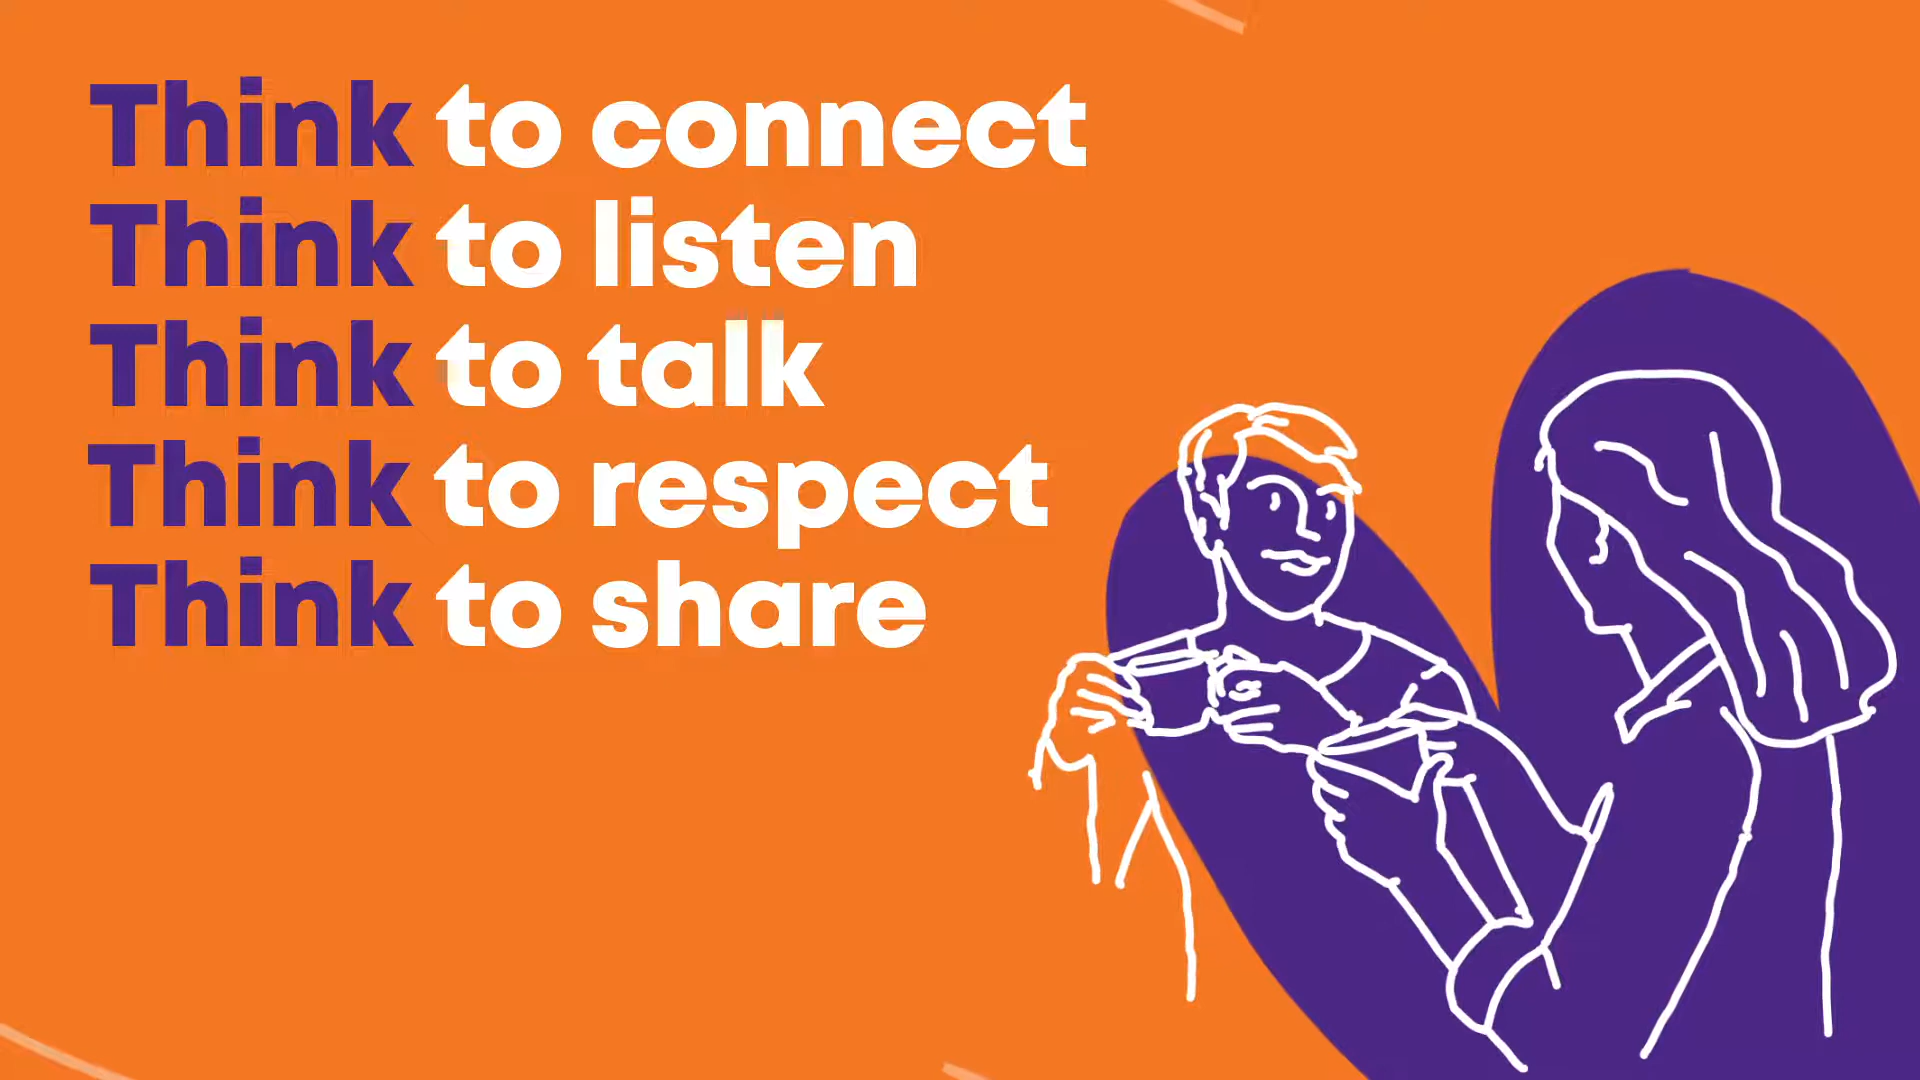 Think to connect
Think to listen
Think to talk
Think to respect
Think to share